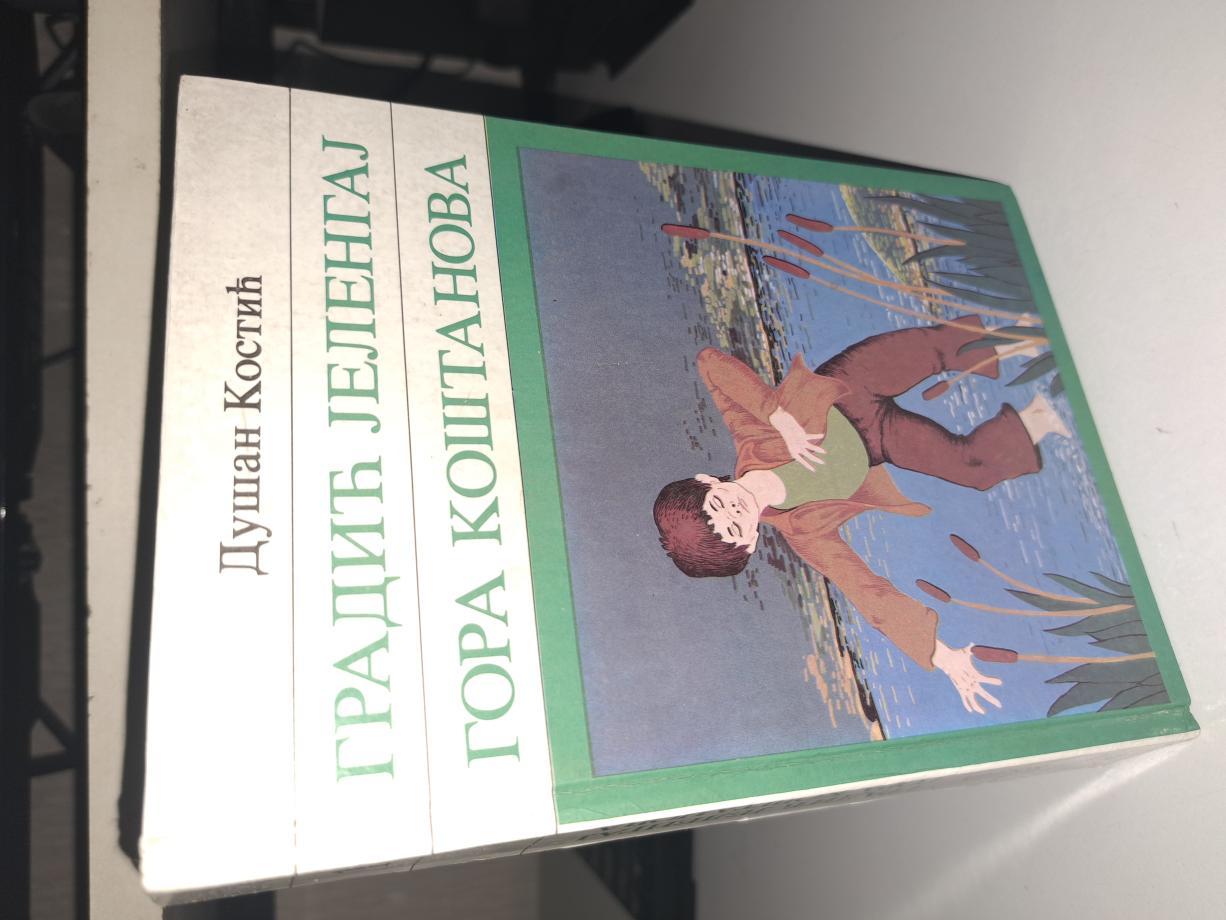 Душан Костић
ГРАДИЋ ЈЕЛЕНГАЈ
ГОРА КОШТАНОВА